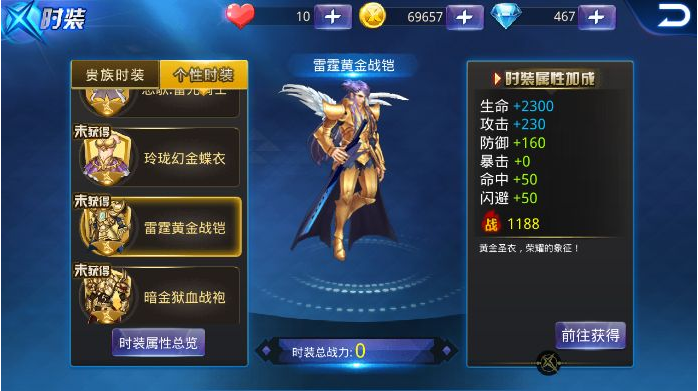 时装
10
69657
467
贵族时装
个性时装
未获得
玲珑幻金蝶衣
未获得
雷霆黄金战铠
未获得
暗金狱血战袍
时装属性总览
雷霆黄金战铠
时装总战力:0
时装属性加成
生命 +2300
攻击 +230
防御 +160
暴击 +0
命中 +50
闪避 +50
战 1188
黄金圣衣，荣耀的象征！
前往获得